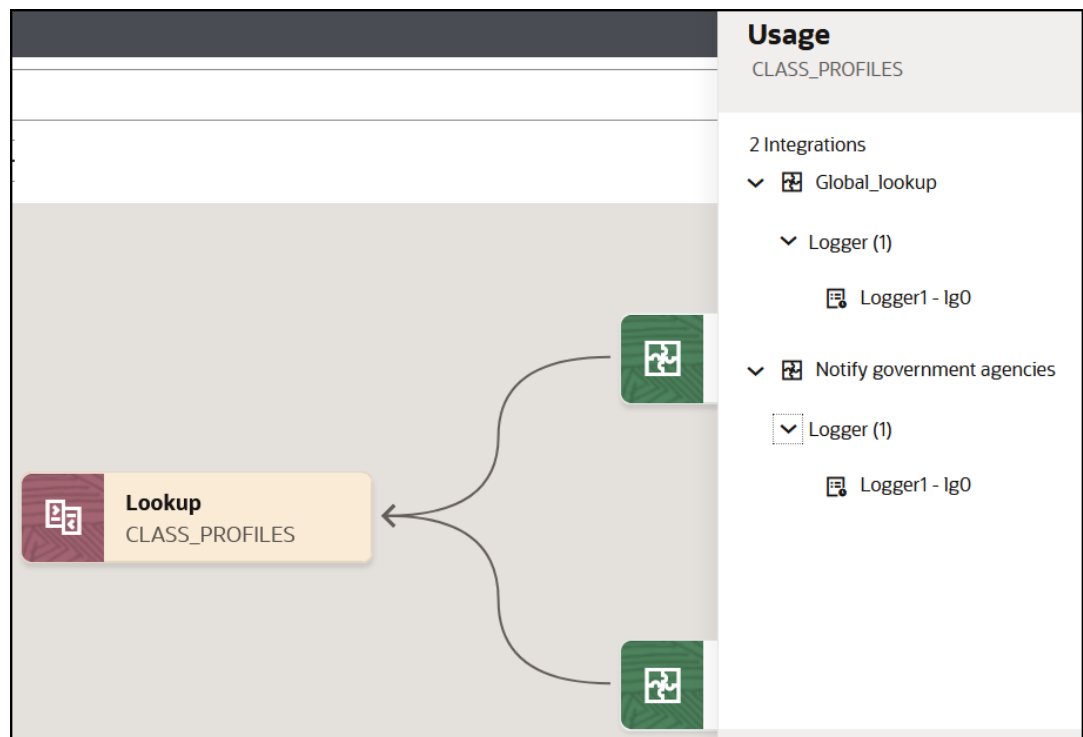 Usage
CLASS_PROFILES
2 Integrations
Global_lookup
Logger (1)
Logger1 - lg0
Notify government agencies
Logger (1)
Logger1 - lg0
Lookup
CLASS_PROFILES